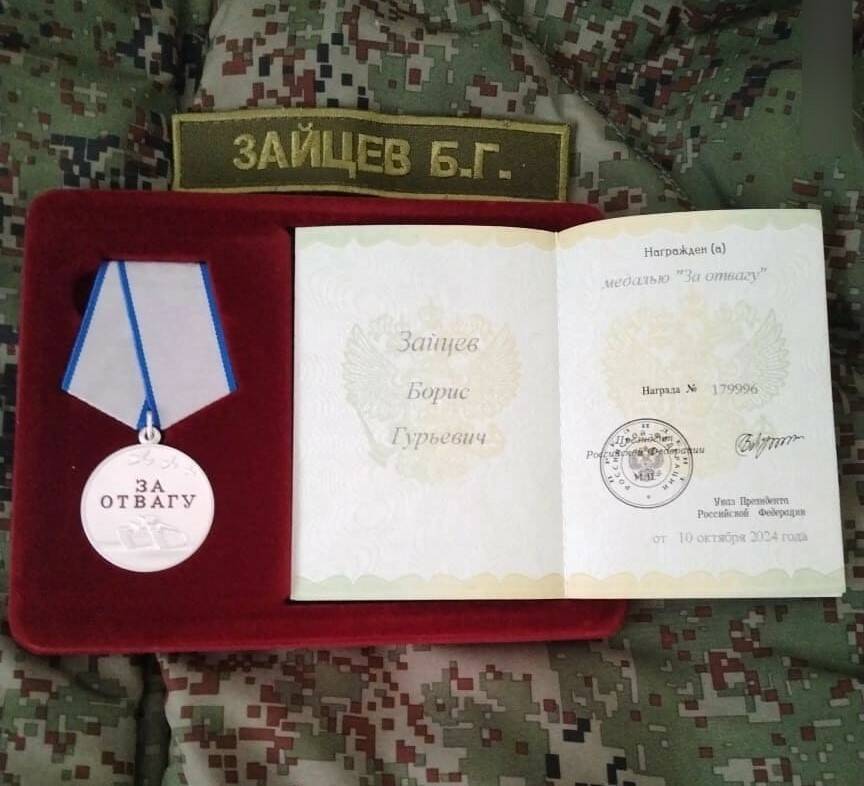 ЗАЙЦЕВ Б.Г.
ЗА
ОТВАГУ
Зайцев
Борис
Гурьевич
Награжден (а)
медалью "За отвагу"
Награда № 179996
Президент
Российской Федерации
М.П.
Указ Президента
Российской Федерации
от 10 октября 2024 года